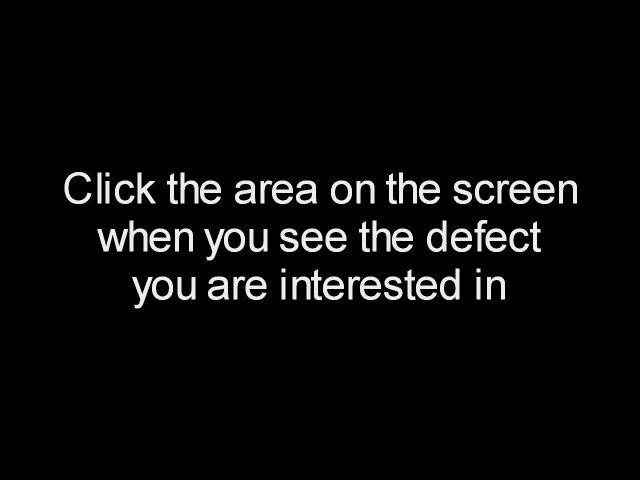 Click the area on the screen
when you see the defect
you are interested in